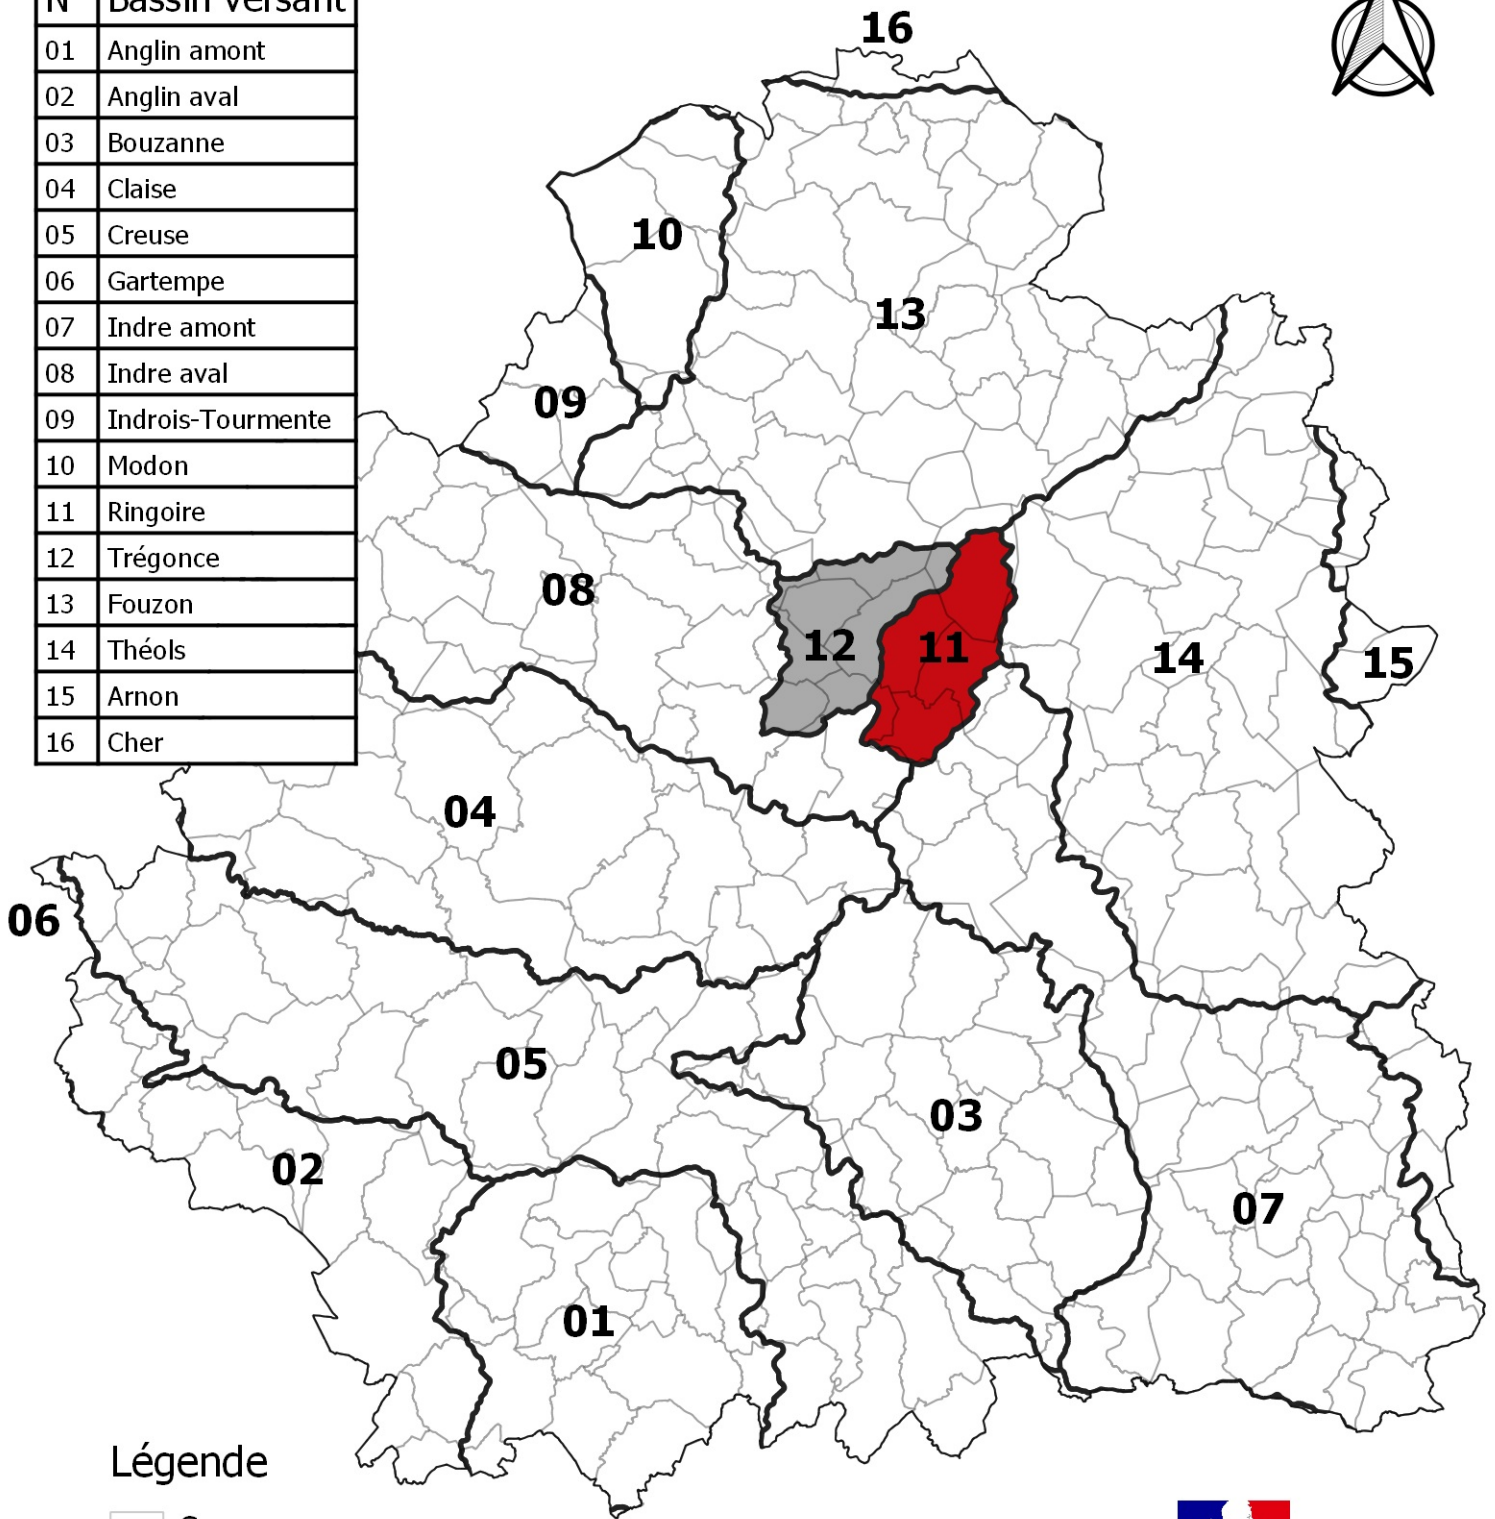 N° Bassin versant
01 Anglin amont
02 Anglin aval
03 Bouzanne
04 Claise
05 Creuse
06 Gartempe
07 Indre amont
08 Indre aval
09 Indrois-Tourmente
10 Modon
11 Ringoire
12 Trégonce
13 Fouzon
14 Théols
15 Arnon
16 Cher
16
10
13
09
08
12
11
14
15
04
06
05
03
02
07
01
Légende